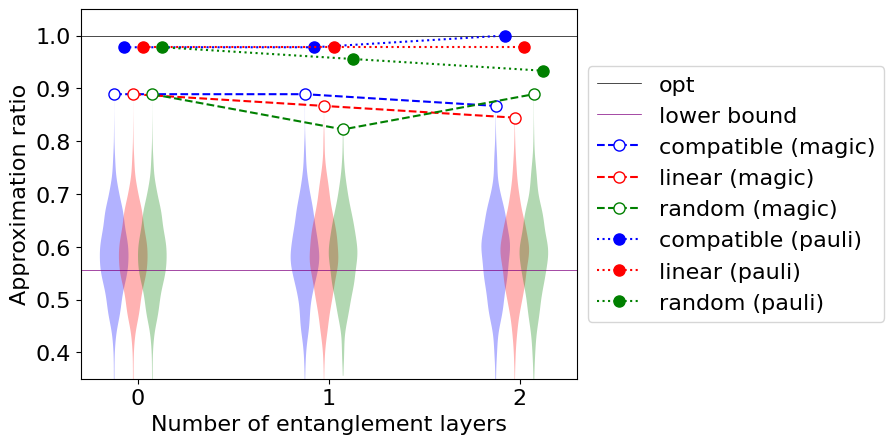 1.0
0.9
0.8
0.7
0.6
0.5
0.4
Approximation ratio
0 1 2
Number of entanglement layers
opt
lower bound
compatible (magic)
linear (magic)
random (magic)
compatible (pauli)
linear (pauli)
random (pauli)